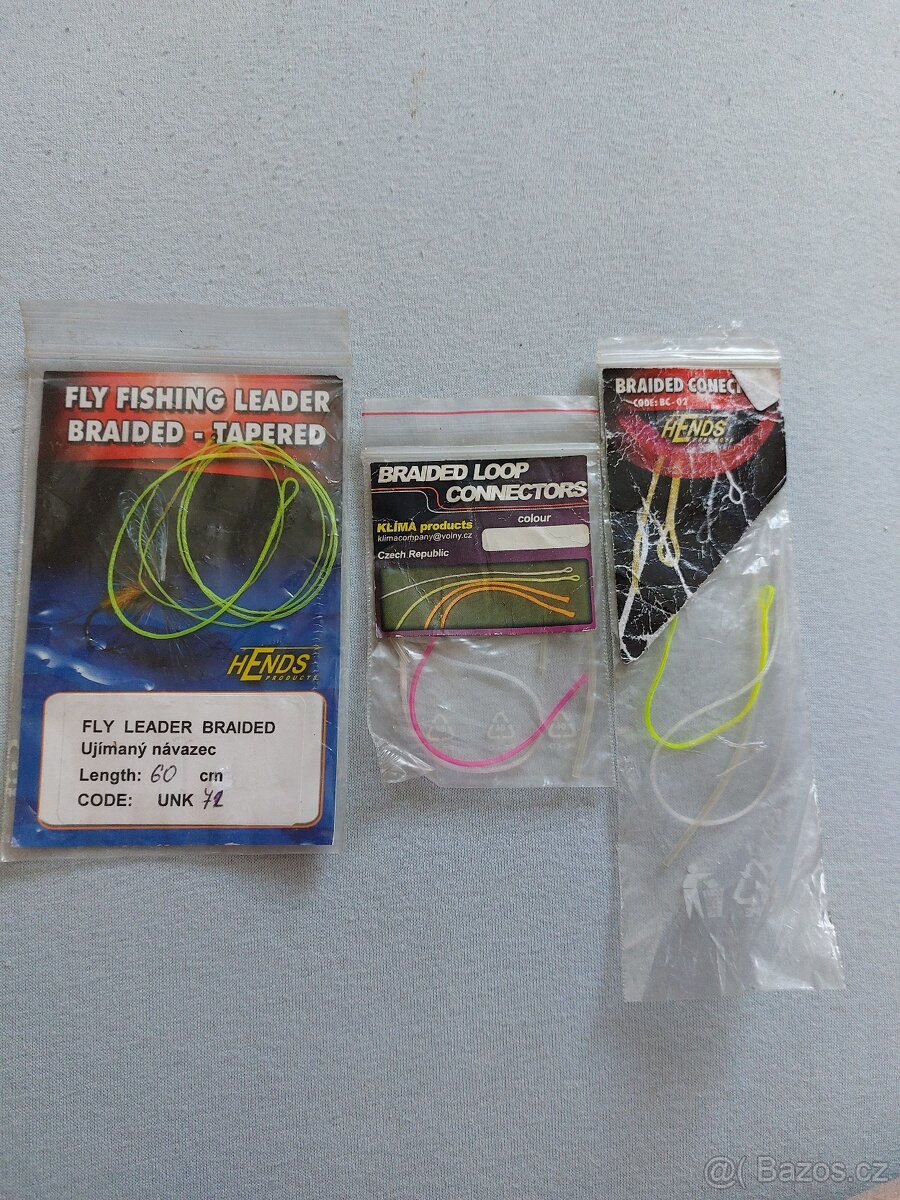 FLY FISHING LEADER
BRAIDED - TAPERED
HENDS
PRODUCTS
FLY LEADER BRAIDED
Ujímaný návazec
Length: 60 cm
CODE: UNK 72
BRAIDED LOOP
CONNECTORS
KLÍMA products
colour
klimacompany@volny.cz
Czech Republic
BRAIDED CONEC
CODE: BC - 02
HENDS
PRODUCTS
@( Bazos.cz